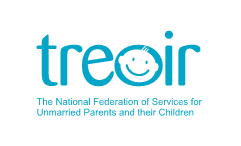 treoir
The National Federation of Services for
Unmarried Parents and their Children